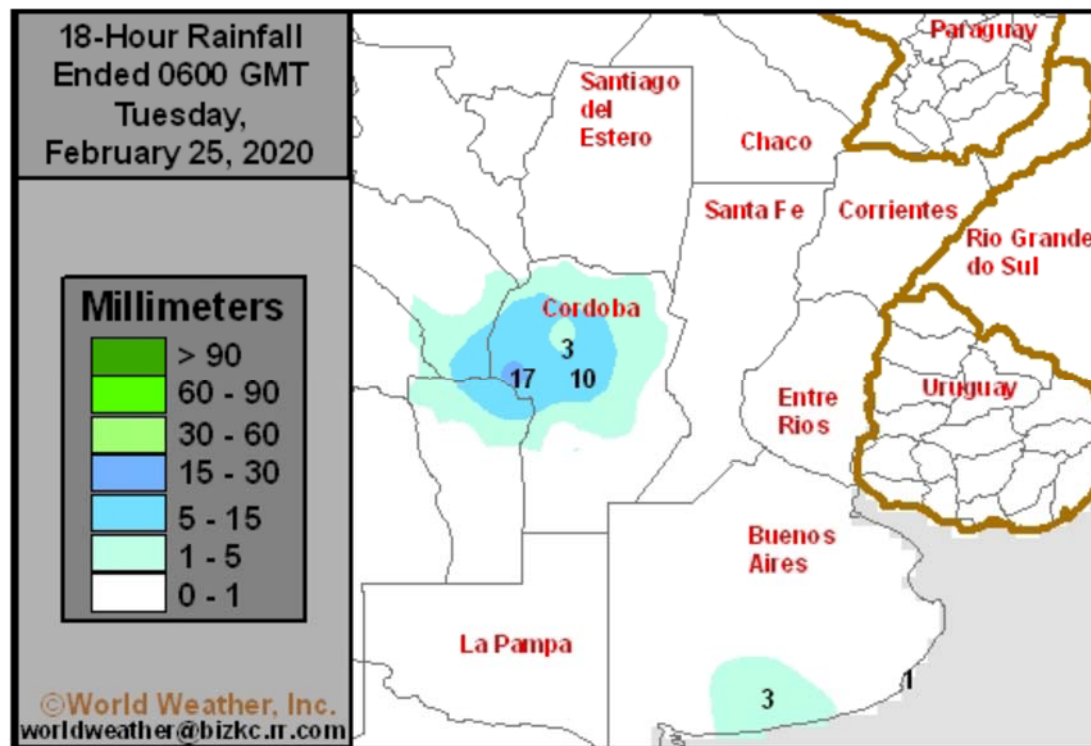 18-Hour Rainfall
Ended 0600 GMT
Tuesday,
February 25, 2020
Millimeters
> 90
60 - 90
30 - 60
15 - 30
5 - 15
1 - 5
0 - 1
©World Weather, Inc.
worldweather@bizkc.rr.com
Paraguay
Santiago
del
Estero
Chaco
Santa Fe
Corrientes
Rio Grande
do Sul
Cordoba
3
17
10
Entre
Rios
Uruguay
Buenos
Aires
La Pampa
3
1